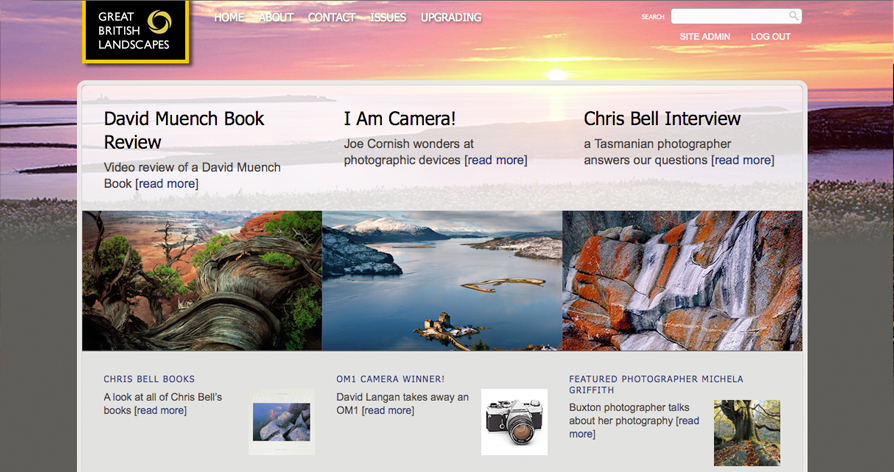 GREAT
BRITISH
LANDSCAPES
HOME ABOUT CONTACT ISSUES UPGRADING
SEARCH
SITE ADMIN LOG OUT
David Muench Book
Review
Video review of a David Muench
Book [read more]
I Am Camera!
Joe Cornish wonders at
photographic devices [read more]
Chris Bell Interview
a Tasmanian photographer
answers our questions [read more]
CHRIS BELL BOOKS
A look at all of Chris Bell's
books [read more]
OM1 CAMERA WINNER!
David Langan takes away an
OM1 [read more]
FEATURED PHOTOGRAPHER MICHELA
GRIFFITH
Buxton photographer talks
about her photography [read
more]